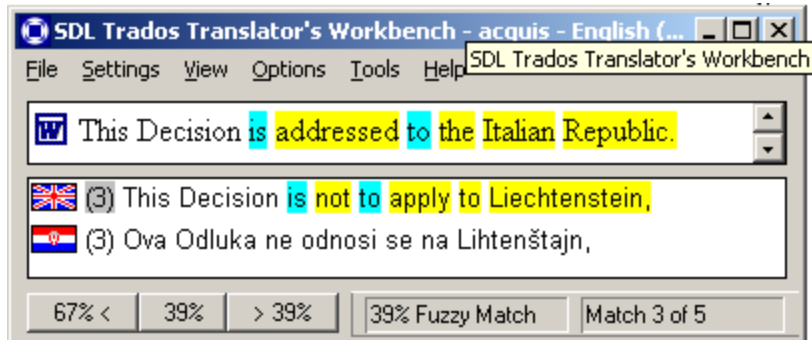 SDL Trados Translator's Workbench - acquis - English (...
SDL Trados Translator's Workbench
File Settings View Options Tools Help
W This Decision is addressed to the Italian Republic.
(3) This Decision is not to apply to Liechtenstein,
(3) Ova Odluka ne odnosi se na Lihtenštajn,
67% < 39% > 39% 39% Fuzzy Match Match 3 of 5